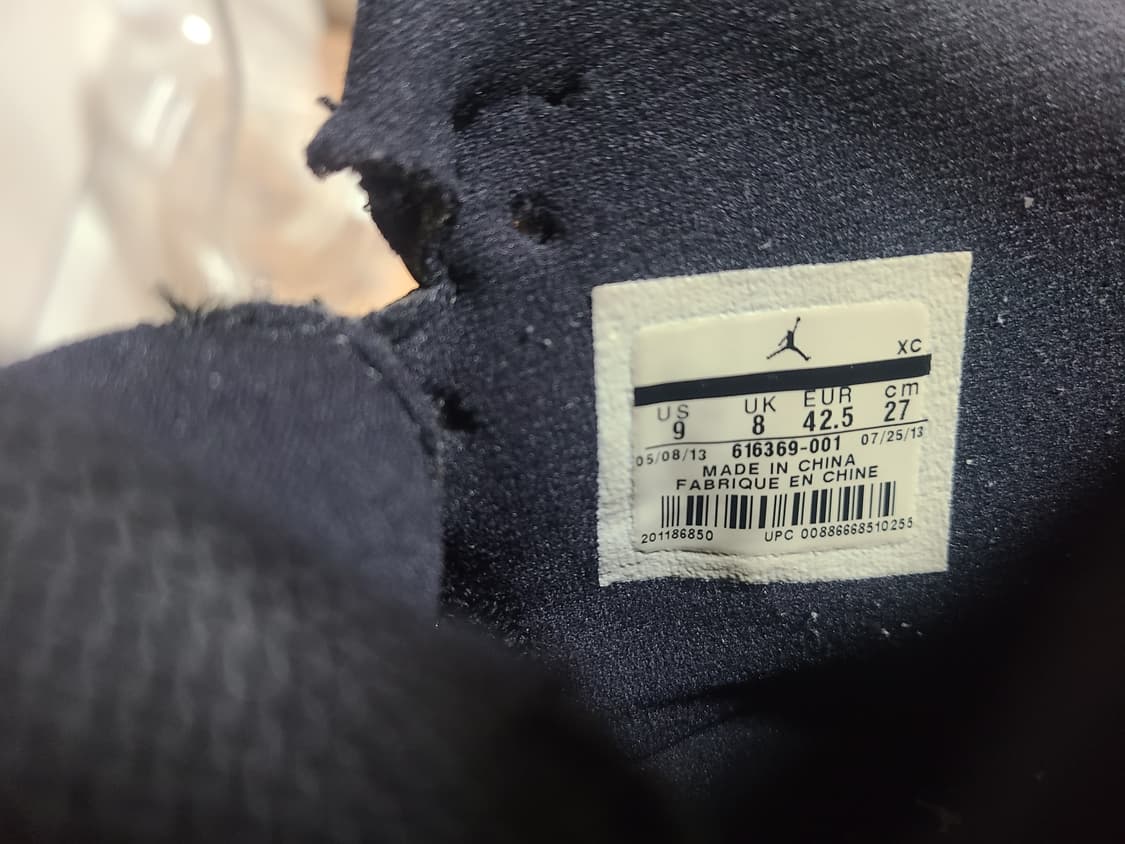 XC
US UK EUR cm
9 8 42.5 27
05/08/13 616369-001 07/25/13
MADE IN CHINA
FABRIQUE EN CHINE
201186850 UPC 00886668510255